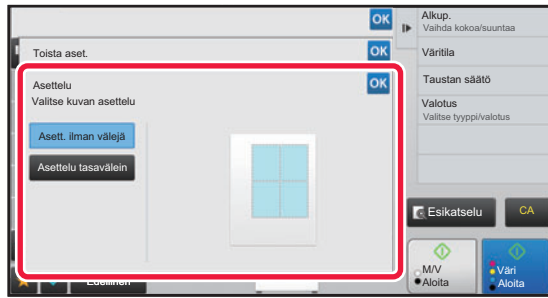 OK
Toista aset.
OK
Asettelu
OK
Valitse kuvan asettelu
Asett. ilman välejä
Asettelu tasavälein
Edellinen
Alkup.
Vaihda kokoa/suuntaa
Väritila
Taustan säätö
Valotus
Valitse tyyppi/valotus
Esikatselu
CA
M/V
Aloita
Väri
Aloita